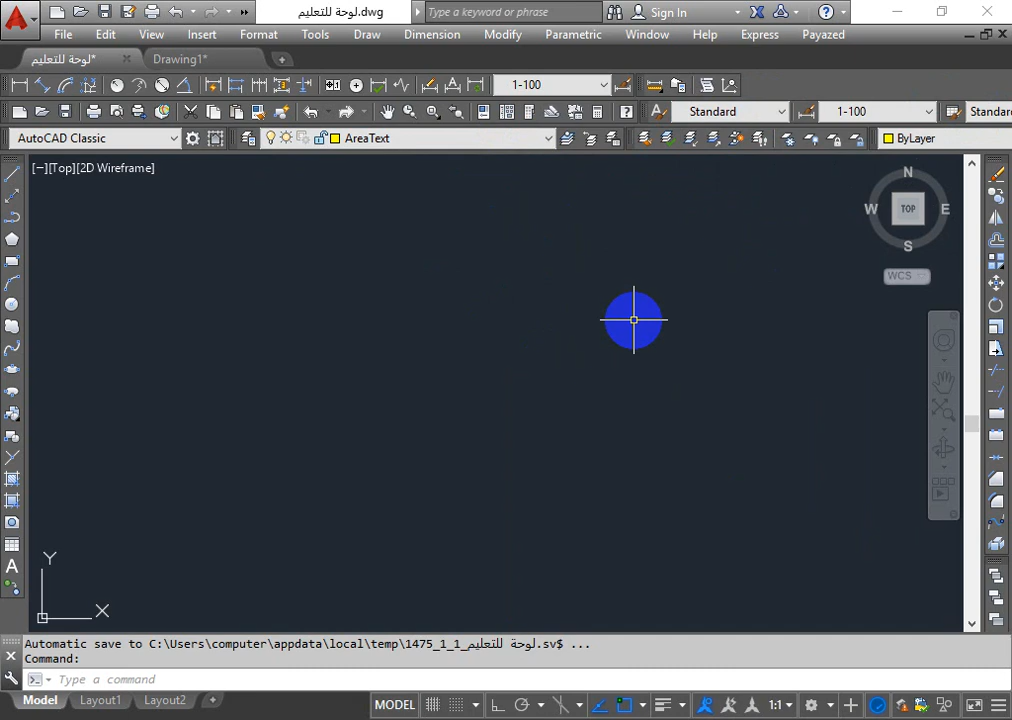 لوحة للتعليم.dwg
Type a keyword or phrase
Sign In
File Edit View Insert Format Tools Draw Dimension Modify Parametric Window Help Express Payazed
لوحة للتعليم* Drawing1*
1-100
Standard 1-100 Standard
AutoCAD Classic AreaText ByLayer
[−][Top][2D Wireframe]
N
W TOP E
S
WCS
Y
X
Automatic save to C:\Users\computer\appdata\local\temp\لوحة للتعليم_1_1_1475.sv$ ...
Command:
Type a command
Model Layout1 Layout2 MODEL 1:1